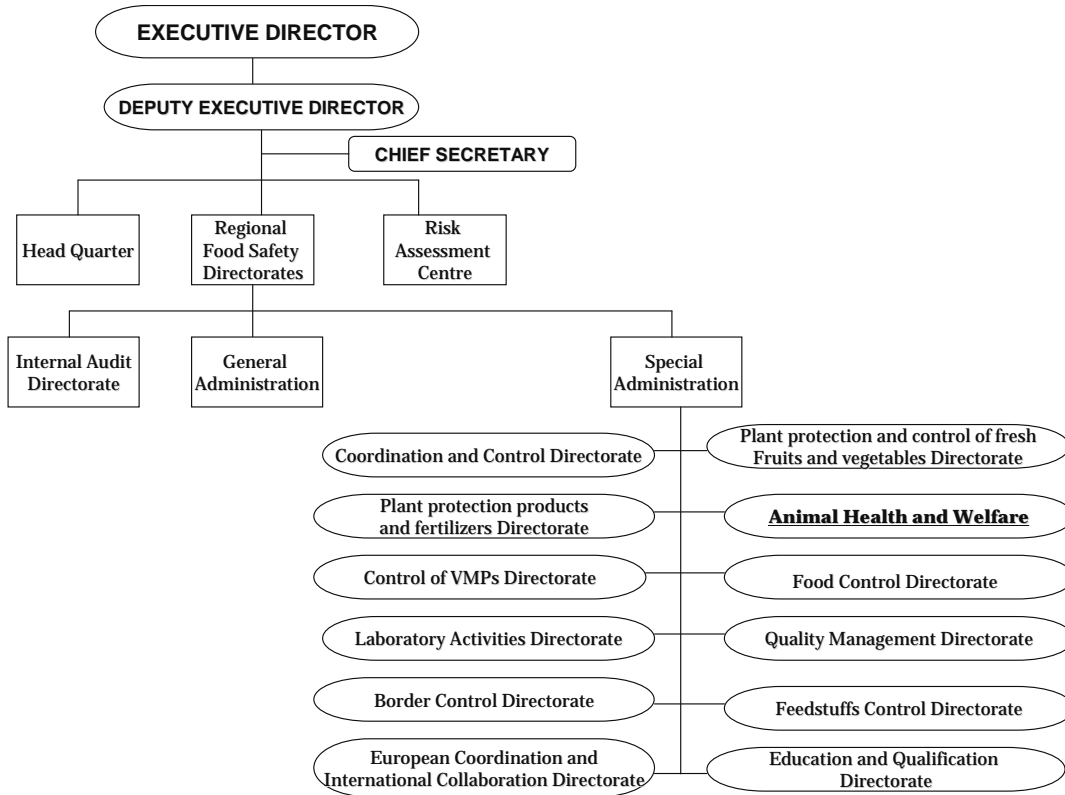 EXECUTIVE DIRECTOR
DEPUTY EXECUTIVE DIRECTOR
CHIEF SECRETARY
Head Quarter
Regional
Food Safety
Directorates
Risk
Assessment
Centre
Internal Audit
Directorate
General
Administration
Special
Administration
Coordination and Control Directorate
Plant protection and control of fresh
Fruits and vegetables Directorate
Plant protection products
and fertilizers Directorate
Animal Health and Welfare
Control of VMPs Directorate
Food Control Directorate
Laboratory Activities Directorate
Quality Management Directorate
Border Control Directorate
Feedstuffs Control Directorate
European Coordination and
International Collaboration Directorate
Education and Qualification
Directorate